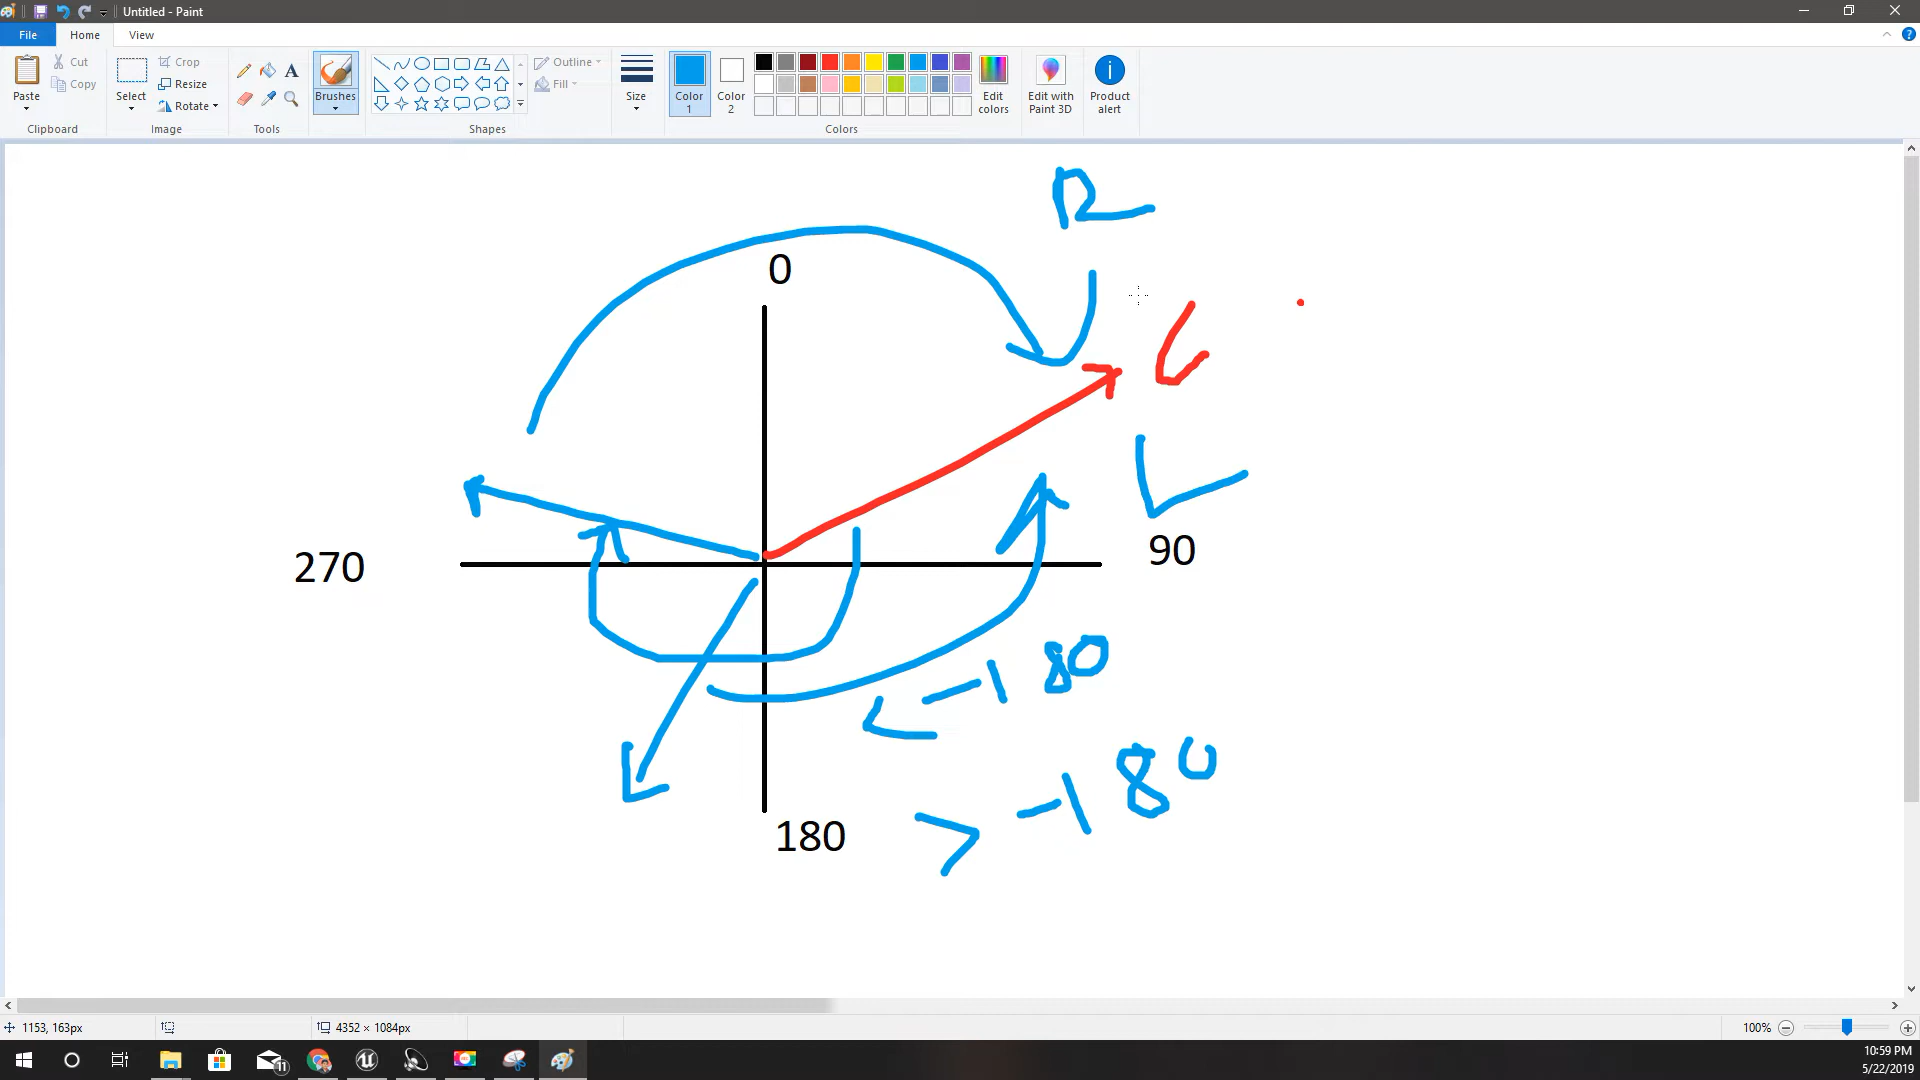 Untitled - Paint
File Home View
Paste
Cut
Copy
Clipboard
Select
Crop
Resize
Rotate
Image
Tools
Brushes
Shapes
Outline
Fill
Size
Color 1
Color 2
Colors
Edit colors
Edit with Paint 3D
Product alert
R
0
L
270
90
< -180
> -180
180
1153, 163px
4352 × 1084px
100%
11
10:59 PM
5/22/2019